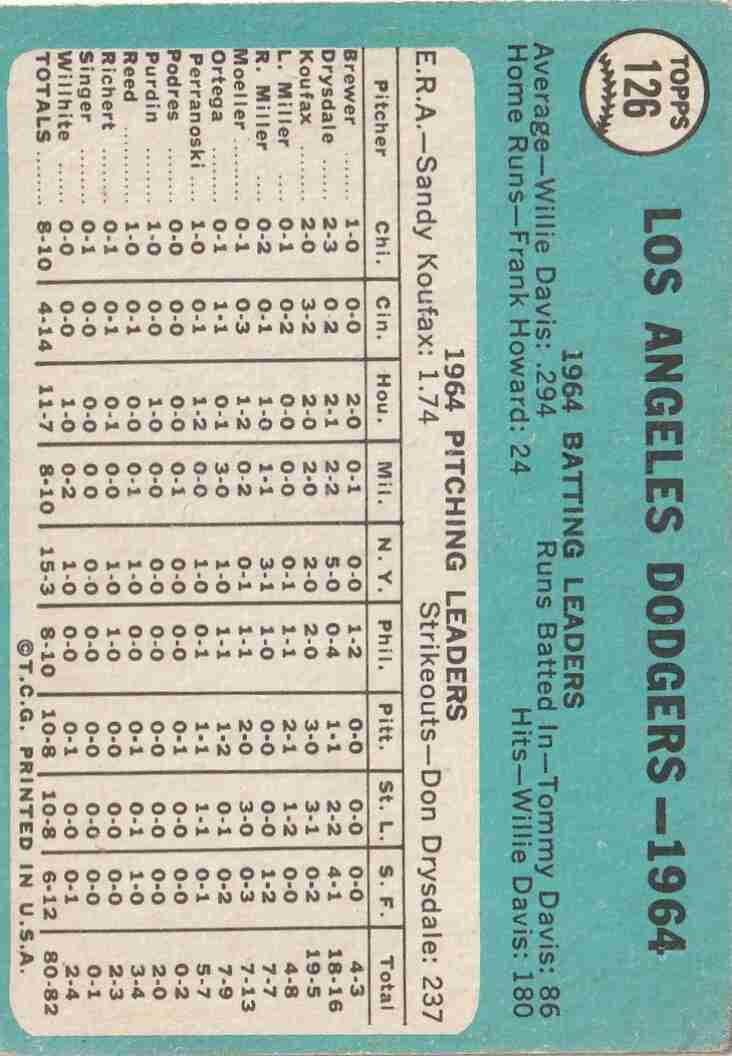 TOPPS
126
LOS ANGELES DODGERS—1964
1964 BATTING LEADERS
Average—Willie Davis: .294 Runs Batted In—Tommy Davis: 86
Home Runs—Frank Howard: 24 Hits—Willie Davis: 180
1964 PITCHING LEADERS
E.R.A.—Sandy Koufax: 1.74 Strikeouts—Don Drysdale: 237
Pitcher Chi. Cin. Hou. Mil. N.Y. Phil. Pitt. St. L. S. F. Total
Brewer ...... 1-0 0-0 2-0 0-1 0-0 1-2 0-0 0-0 0-0 4-3
Drysdale ...... 2-3 0-2 2-1 2-2 5-0 0-4 1-1 2-2 4-1 18-16
Koufax ...... 2-0 3-2 2-0 2-0 2-0 2-0 3-0 3-1 0-2 19-5
L. Miller .... 0-1 0-2 0-0 0-0 0-1 1-1 2-1 1-2 0-0 4-8
R. Miller .... 0-2 0-1 1-0 1-1 3-1 1-0 0-0 0-0 1-2 7-7
Moeller ...... 0-1 0-3 1-2 0-2 0-1 1-1 2-0 3-0 0-3 7-13
Ortega ...... 0-1 1-1 0-1 3-0 1-0 1-1 1-2 0-1 0-2 7-9
Perranoski .... 1-0 0-1 1-2 0-0 1-0 0-1 1-1 1-1 0-1 5-7
Podres ...... 0-0 0-0 0-0 0-1 0-0 0-0 0-1 0-0 0-0 0-2
Purdin ...... 1-0 0-0 1-0 0-0 0-0 0-0 0-0 0-0 0-0 2-0
Reed ......... 1-0 0-1 0-0 0-1 1-0 0-0 0-1 0-1 1-0 3-4
Richert ...... 0-1 0-1 0-1 0-0 1-0 1-0 0-0 0-0 0-0 2-3
Singer ...... 0-1 0-0 0-0 0-0 0-0 0-0 0-0 0-0 0-0 0-1
Willhite ...... 0-0 0-0 1-0 0-2 1-0 0-0 0-1 0-0 0-1 2-4
TOTALS ...... 8-10 4-14 11-7 8-10 15-3 8-10 10-8 10-8 6-12 80-82
©T.C.G. PRINTED IN U.S.A.